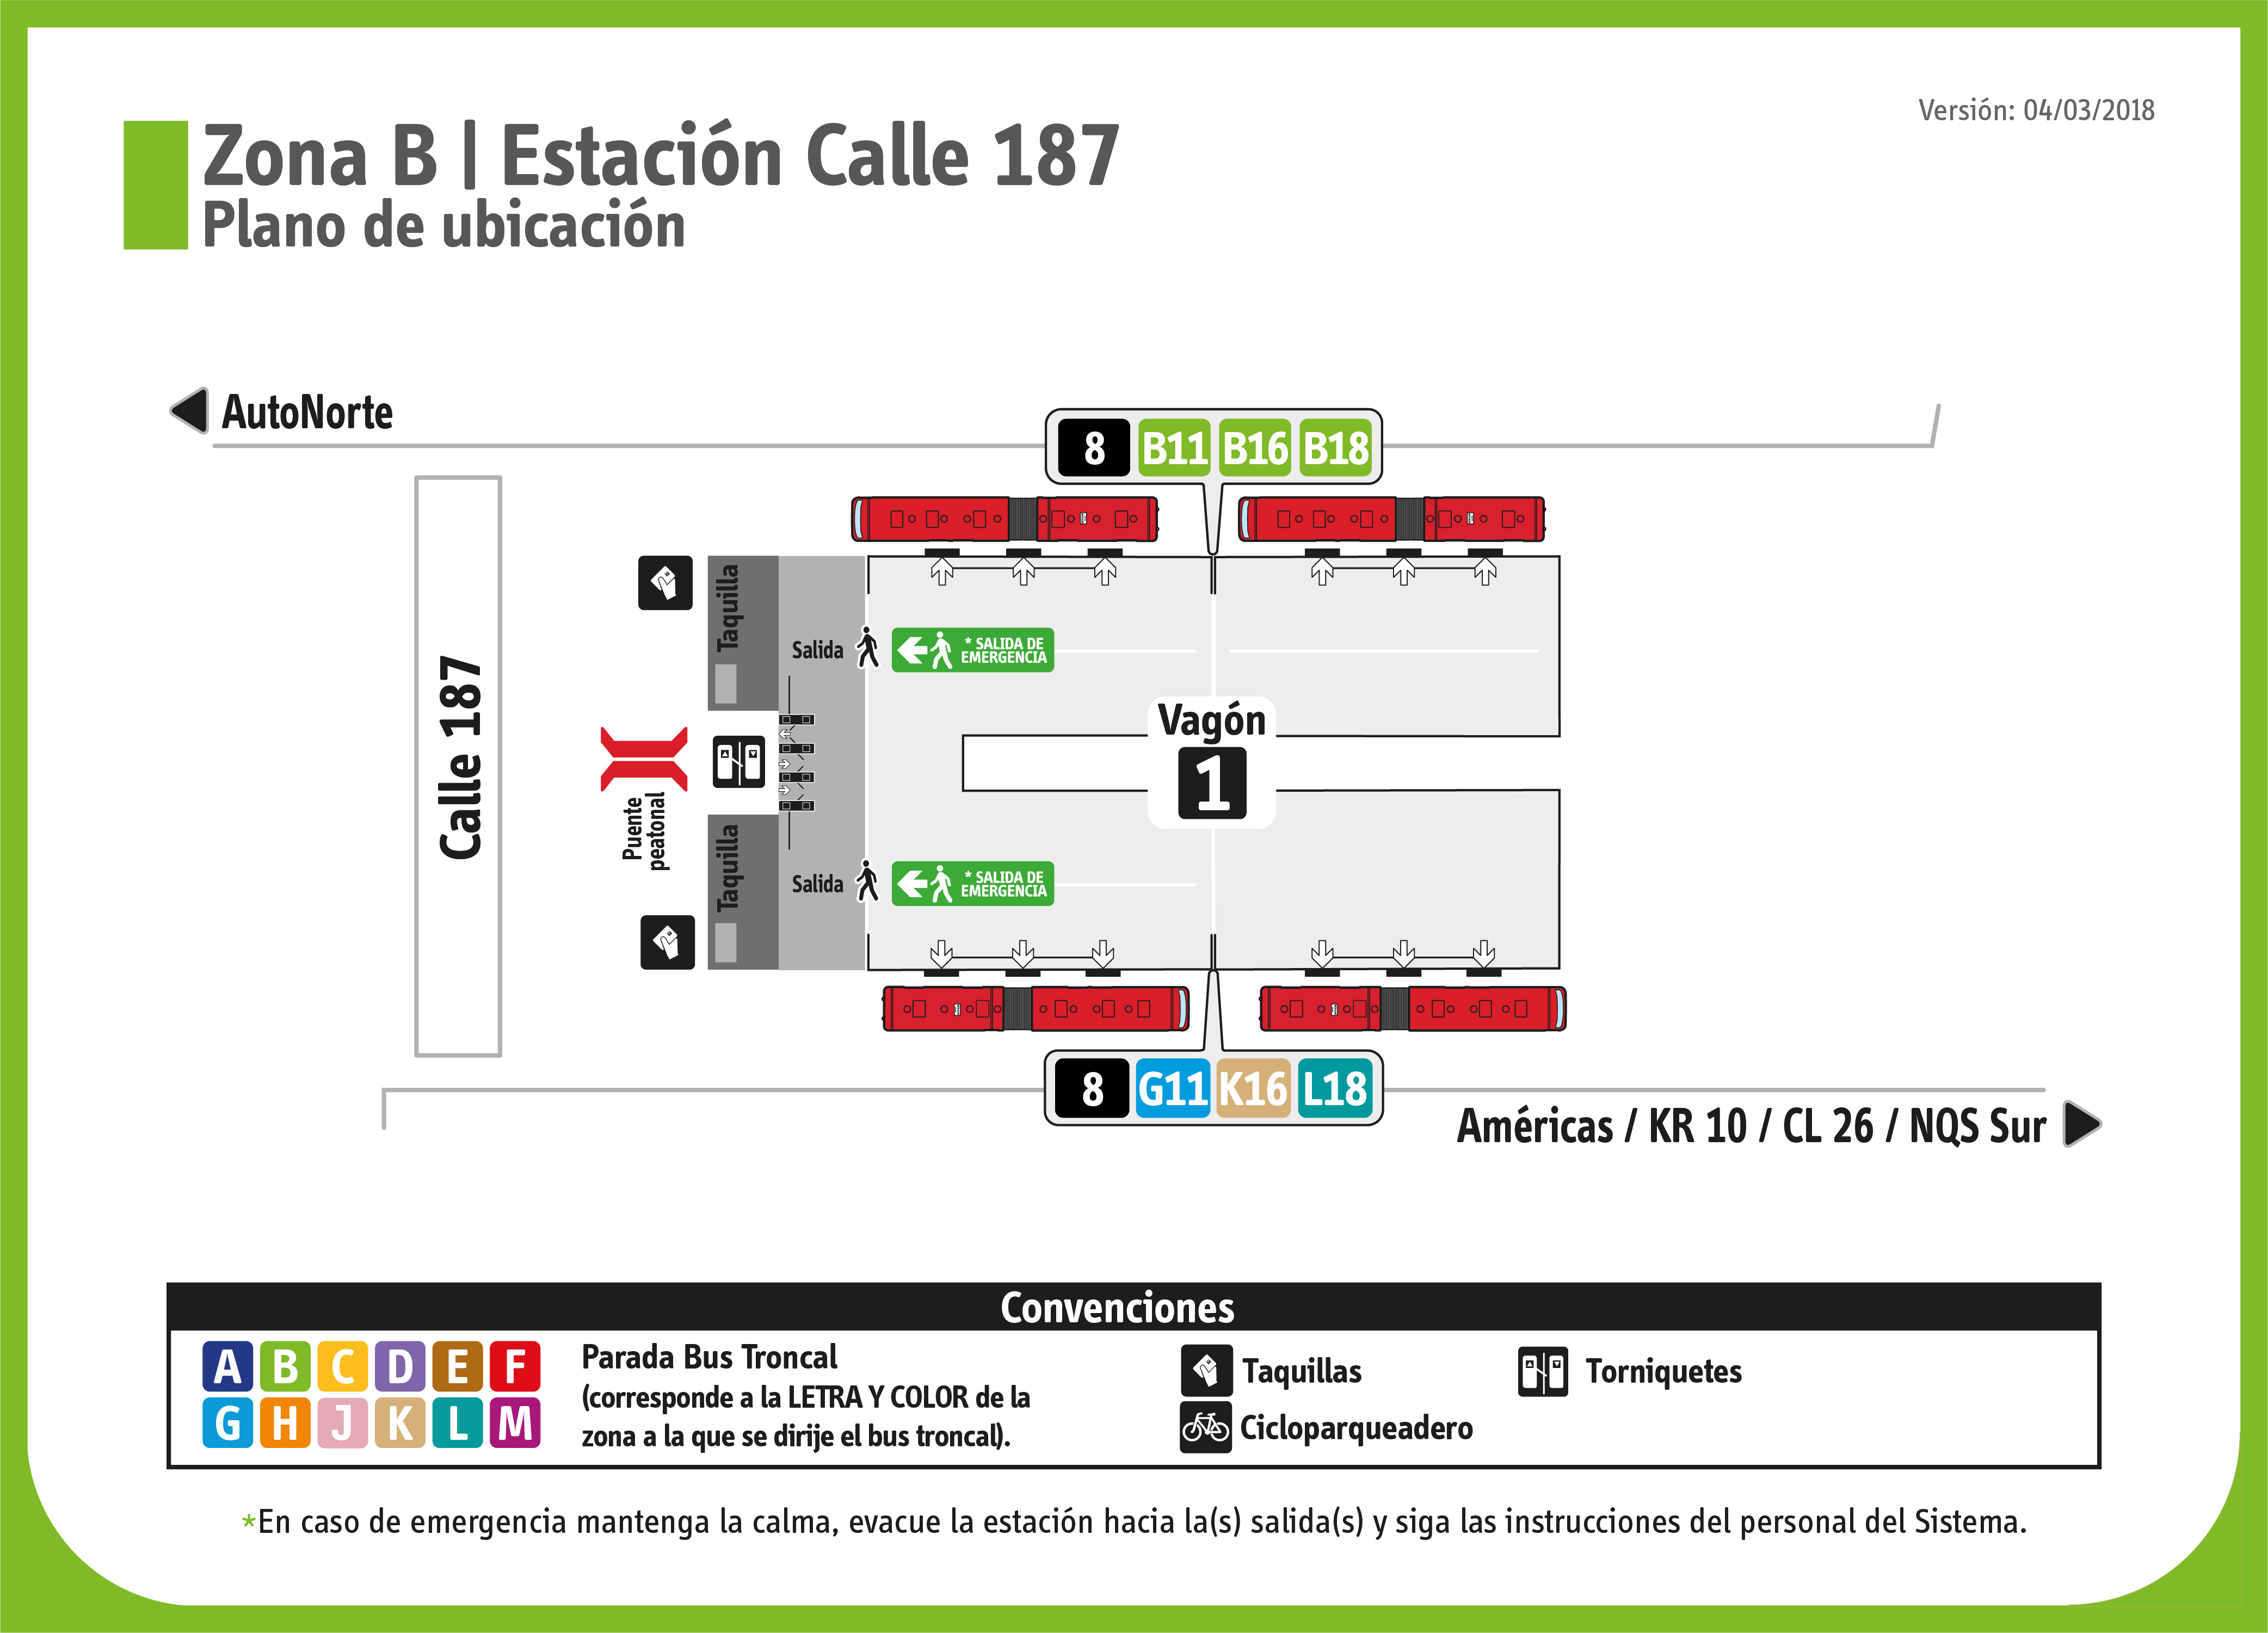 Versión: 04/03/2018
Zona B | Estación Calle 187
Plano de ubicación
AutoNorte
8 B11 B16 B18
Calle 187
Taquilla
Salida
* SALIDA DE
EMERGENCIA
Vagón
1
Puente
peatonal
Taquilla
Salida
* SALIDA DE
EMERGENCIA
8 G11 K16 L18
Américas / KR 10 / CL 26 / NQS Sur
Convenciones
A B C D E F
G H J K L M
Parada Bus Troncal
(corresponde a la LETRA Y COLOR de la
zona a la que se dirije el bus troncal).
Taquillas
Cicloparqueadero
Torniquetes
*En caso de emergencia mantenga la calma, evacue la estación hacia la(s) salida(s) y siga las instrucciones del personal del Sistema.